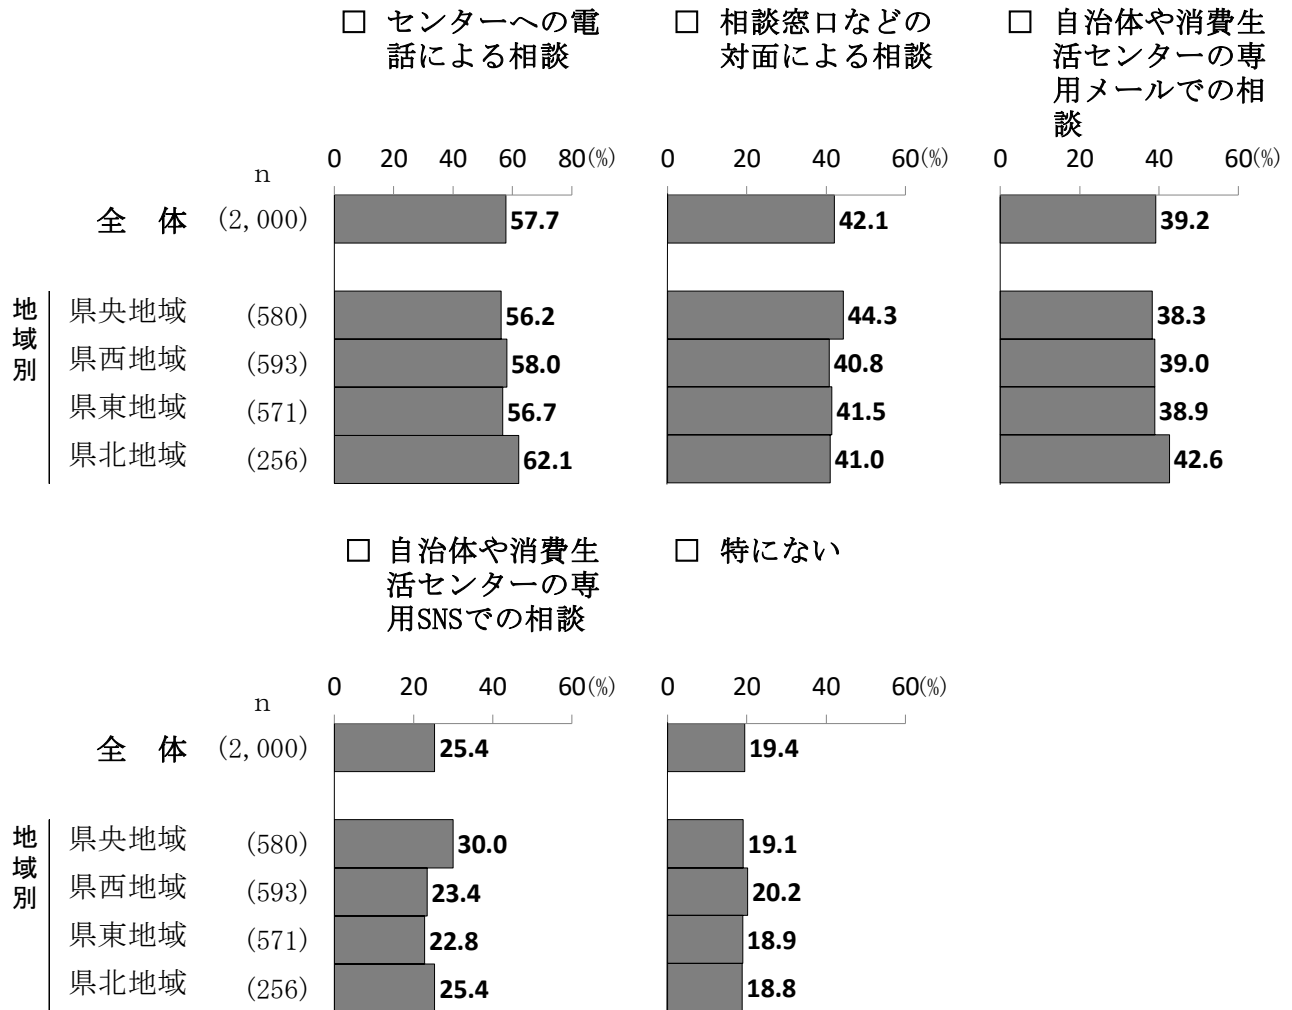 □ センターへの電
話による相談
□ 相談窓口などの
対面による相談
□ 自治体や消費生
活センターの専
用メールでの相
談
0 20 40 60 80(%)
0 20 40 60(%)
0 20 40 60(%)
n
全 体 (2,000) 57.7 42.1 39.2
地域別
県央地域 (580) 56.2 44.3 38.3
県西地域 (593) 58.0 40.8 39.0
県東地域 (571) 56.7 41.5 38.9
県北地域 (256) 62.1 41.0 42.6
□ 自治体や消費生
活センターの専
用SNSでの相談
□ 特にない
0 20 40 60(%)
0 20 40 60(%)
n
全 体 (2,000) 25.4 19.4
地域別
県央地域 (580) 30.0 19.1
県西地域 (593) 23.4 20.2
県東地域 (571) 22.8 18.9
県北地域 (256) 25.4 18.8